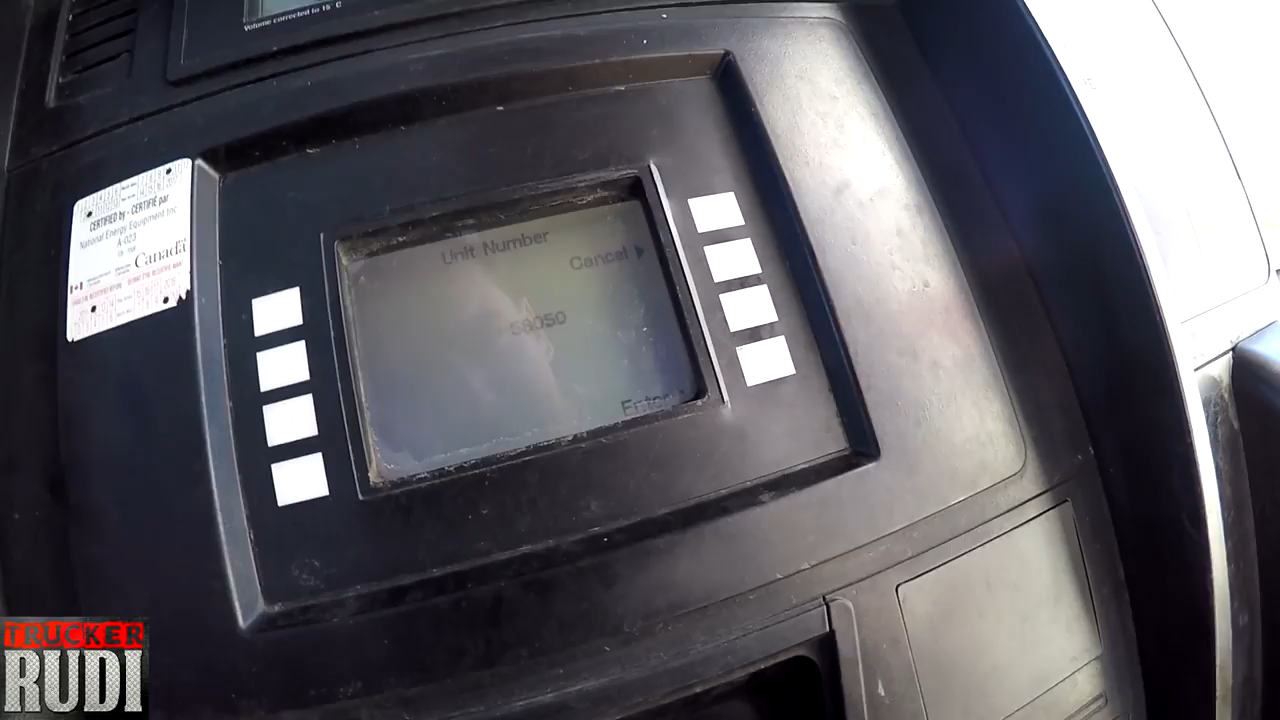 Volume corrected to 15° C
CERTIFIED by - CERTIFIÉ par
National Energy Equipment Inc
A-023
Canada
Unit Number
Cancel
58050
Enter
TRUCKER
RUDI